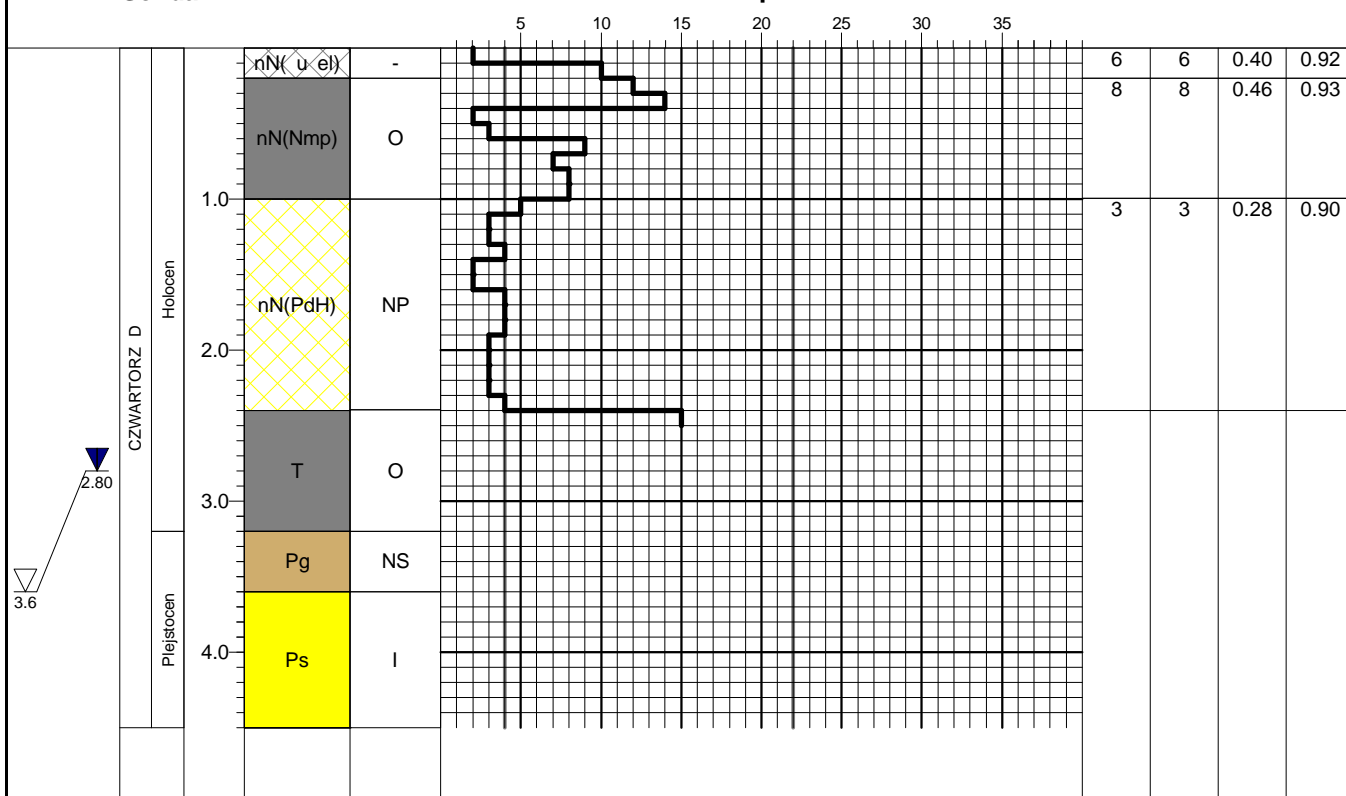 5 10 15 20 25 30 35
nN( u el) - 6 6 0.40 0.92
8 8 0.46 0.93
nN(Nmp) O
1.0
3 3 0.28 0.90
Holocen
nN(PdH) NP
CZWARTORZ D
2.0
T O
2.80
3.0
Pg NS
3.6
Plejstocen
4.0
Ps I